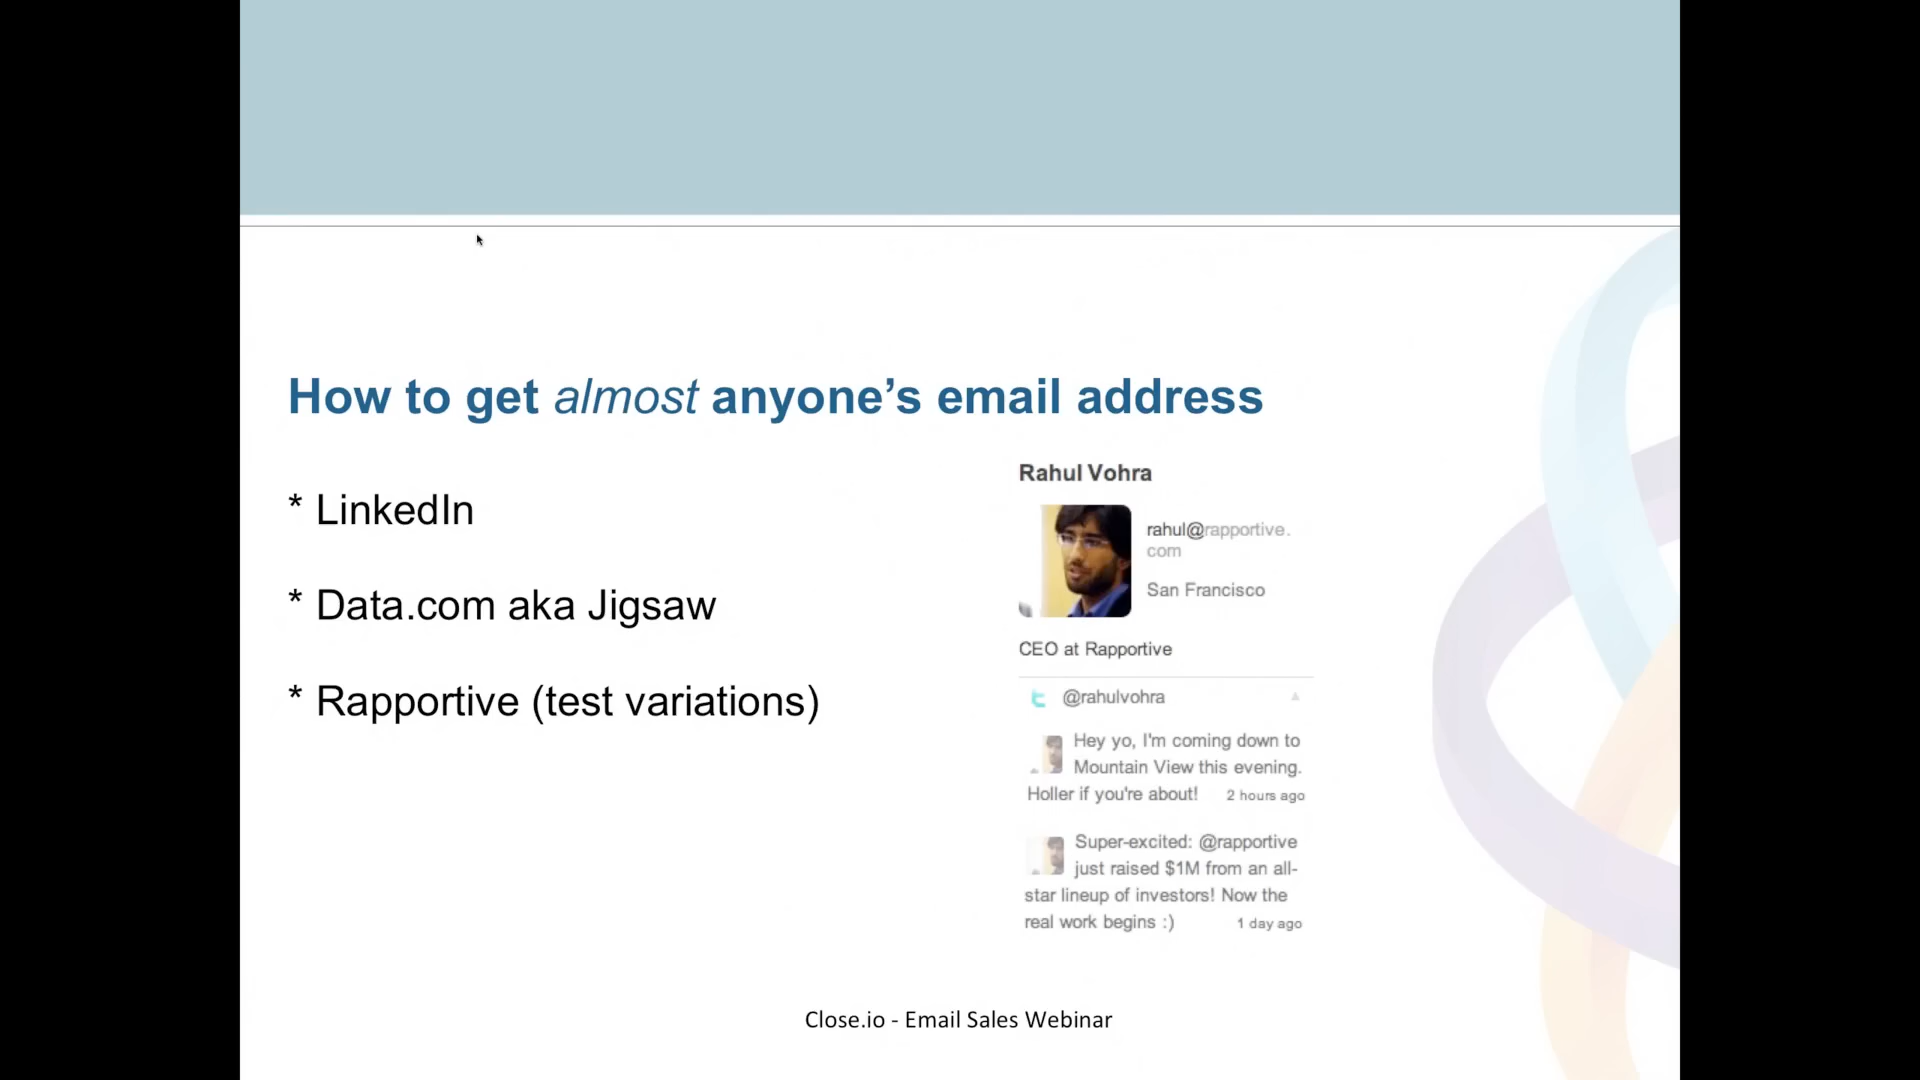 How to get almost anyone’s email address
* LinkedIn
* Data.com aka Jigsaw
* Rapportive (test variations)
Rahul Vohra
rahul@rapportive.
com
San Francisco
CEO at Rapportive
@rahulvohra
Hey yo, I'm coming down to
Mountain View this evening.
Holler if you're about! 2 hours ago
Super-excited: @rapportive
just raised $1M from an all-
star lineup of investors! Now the
real work begins :) 1 day ago
Close.io - Email Sales Webinar